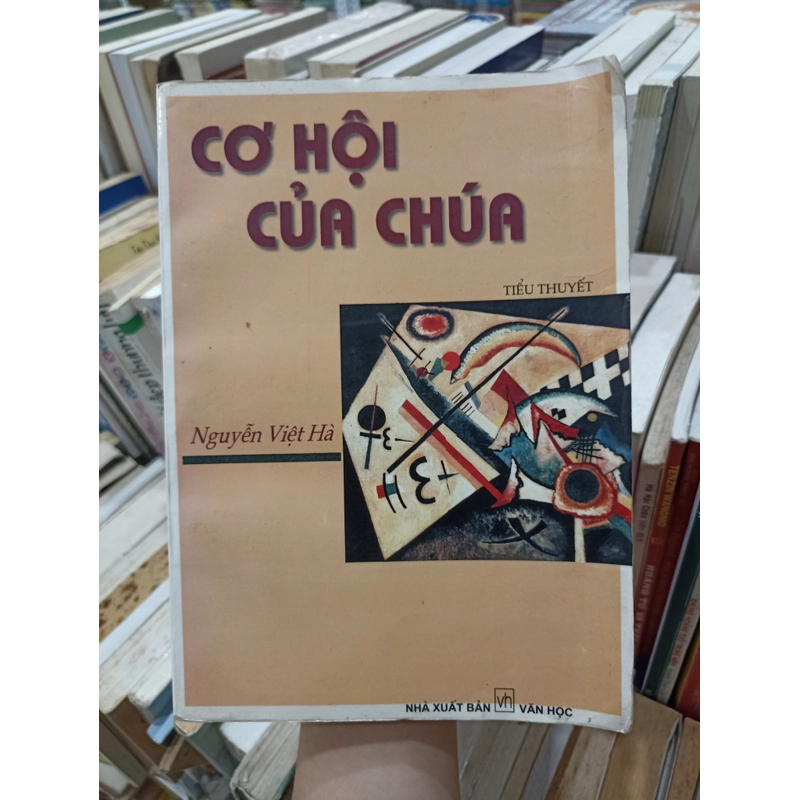 CƠ HỘI
CỦA CHÚA
TIỂU THUYẾT
Nguyễn Việt Hà
NHÀ XUẤT BẢN vh VĂN HỌC